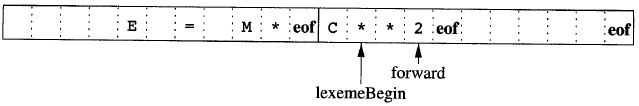 E = M * eof C * * 2 eof eof
forward
lexemeBegin